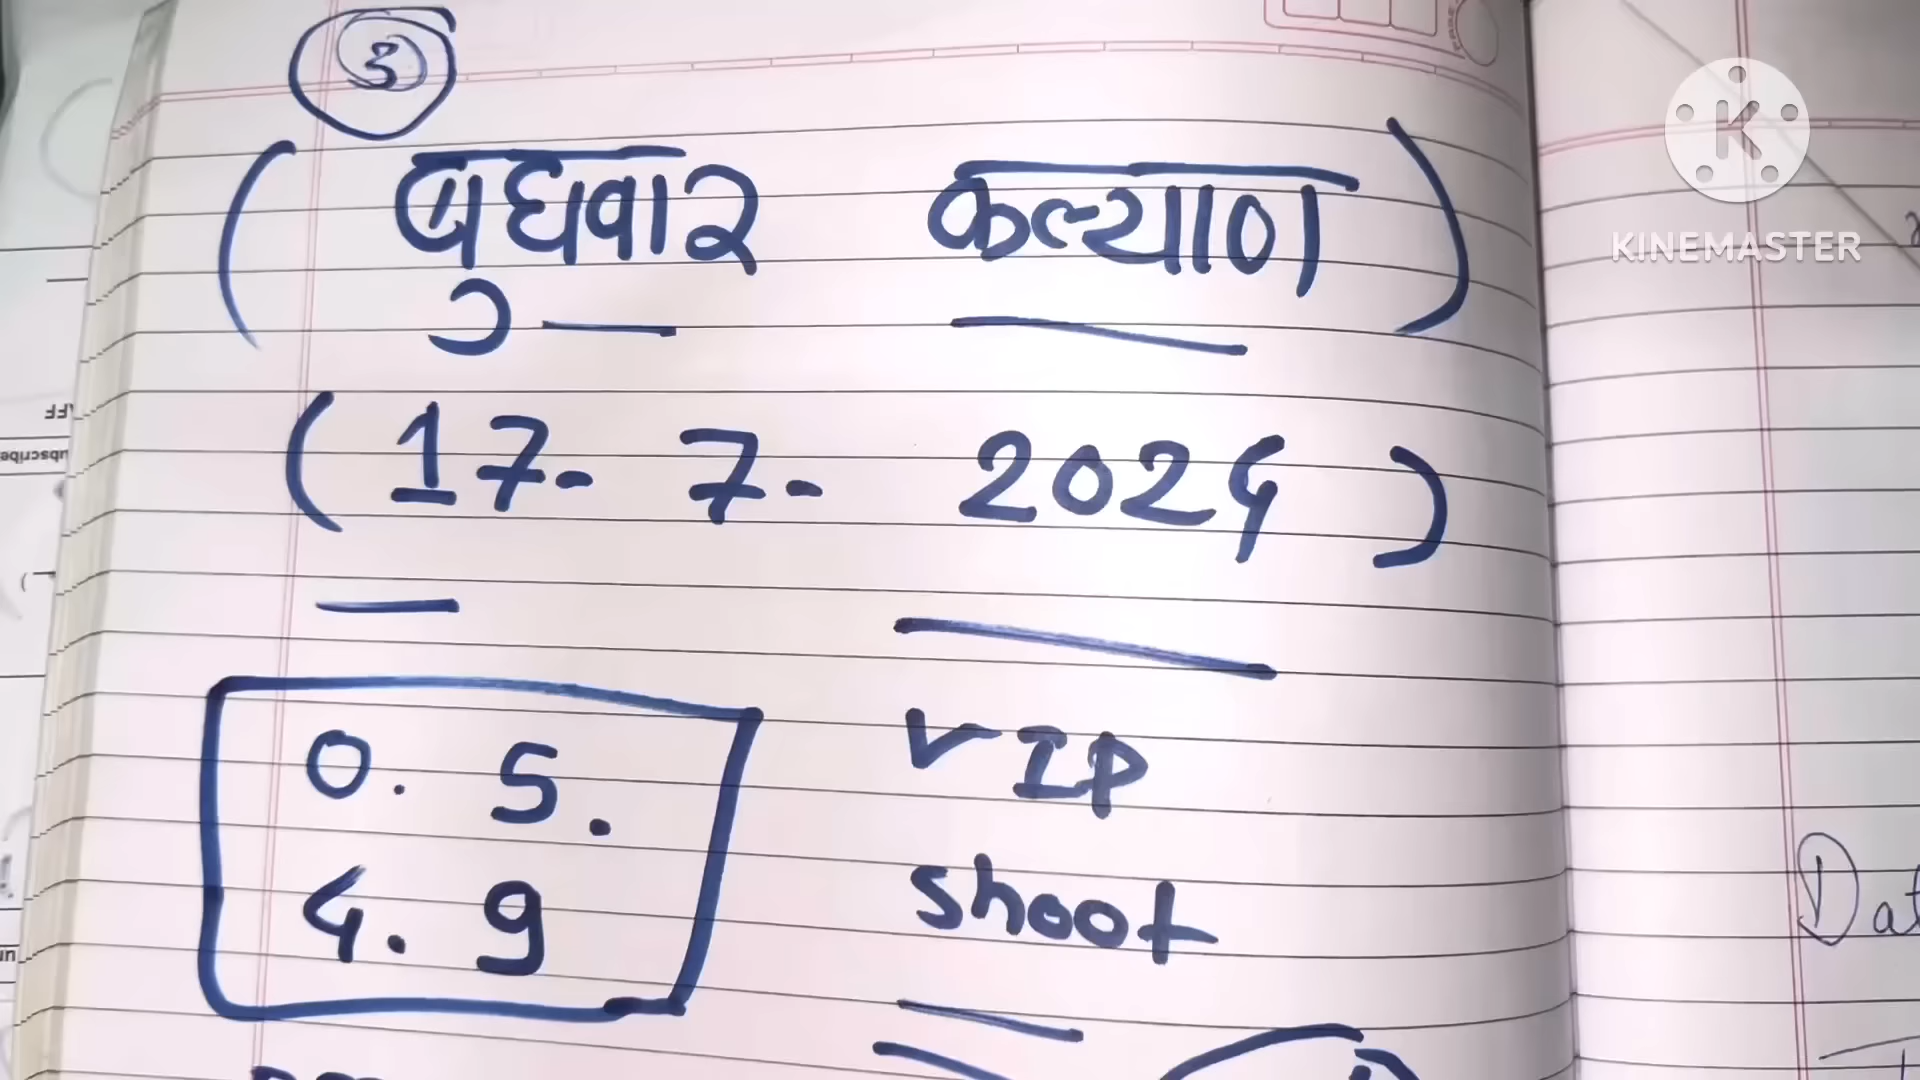 3
( बुधवार कल्याण )
KINEMASTER
( 17- 7- 2024 )
0. 5. VIP
4. 9 shoot